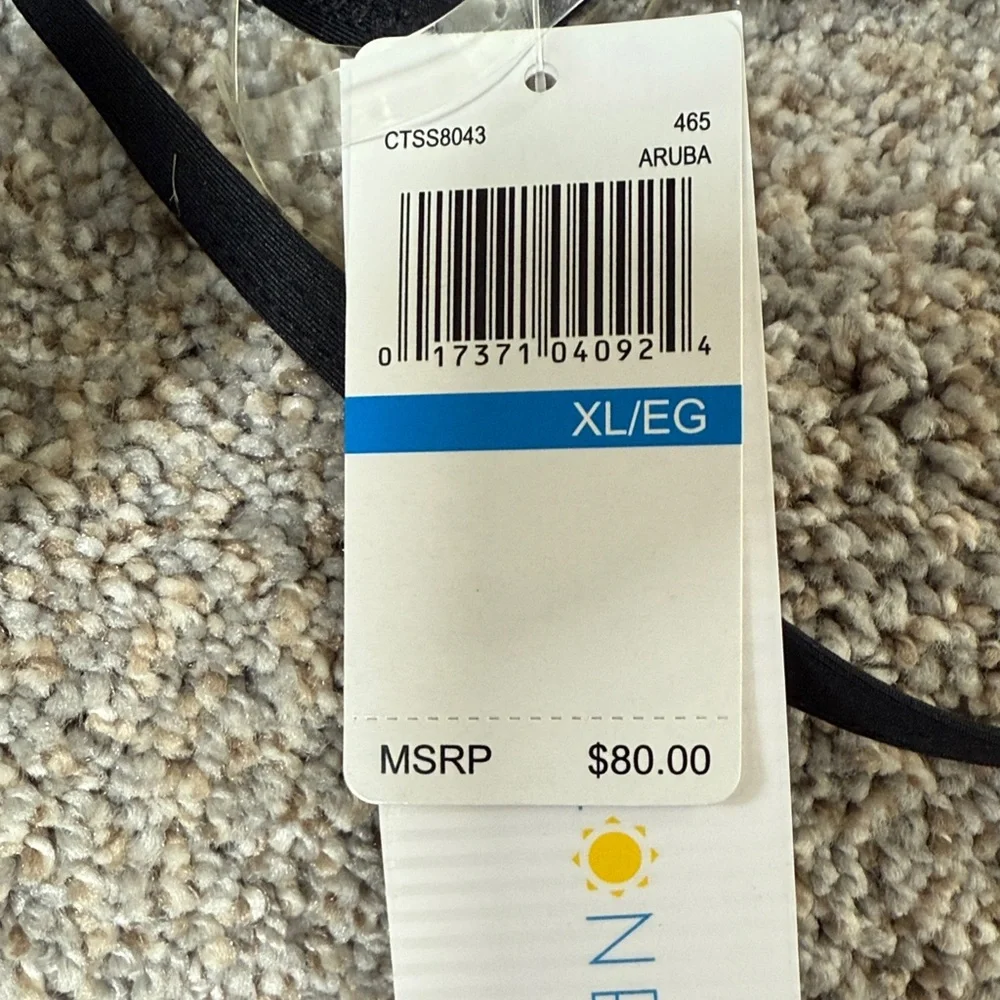 CTSS8043
465
ARUBA
0 17371 04092 4
XL/EG
MSRP $80.00
N